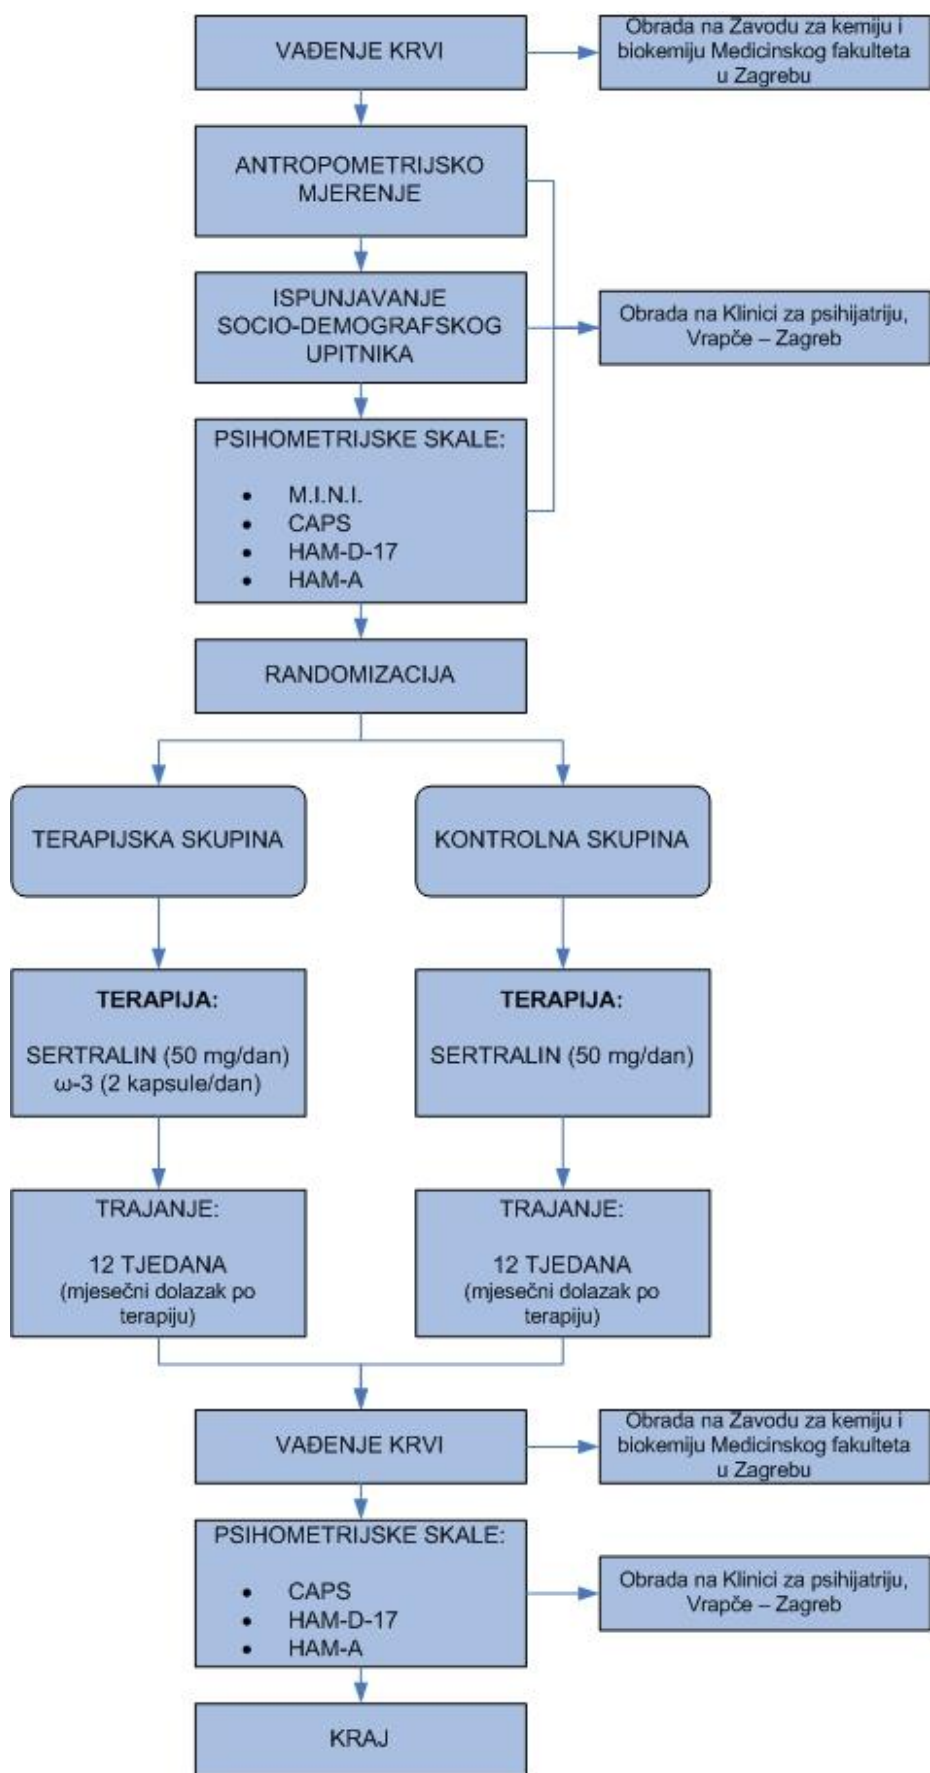 VAĐENJE KRVI
Obrada na Zavodu za kemiju i
biokemiju Medicinskog fakulteta
u Zagrebu
ANTROPOMETRIJSKO
MJERENJE
ISPUNJAVANJE
SOCIO-DEMOGRAFSKOG
UPITNIKA
Obrada na Klinici za psihijatriju,
Vrapče – Zagreb
PSIHOMETRIJSKE SKALE:
• M.I.N.I.
• CAPS
• HAM-D-17
• HAM-A
RANDOMIZACIJA
TERAPIJSKA SKUPINA
KONTROLNA SKUPINA
TERAPIJA:
SERTRALIN (50 mg/dan)
ω-3 (2 kapsule/dan)
TERAPIJA:
SERTRALIN (50 mg/dan)
TRAJANJE:
12 TJEDANA
(mjesečni dolazak po
terapiju)
TRAJANJE:
12 TJEDANA
(mjesečni dolazak po
terapiju)
VAĐENJE KRVI
Obrada na Zavodu za kemiju i
biokemiju Medicinskog fakulteta
u Zagrebu
PSIHOMETRIJSKE SKALE:
• CAPS
• HAM-D-17
• HAM-A
Obrada na Klinici za psihijatriju,
Vrapče – Zagreb
KRAJ